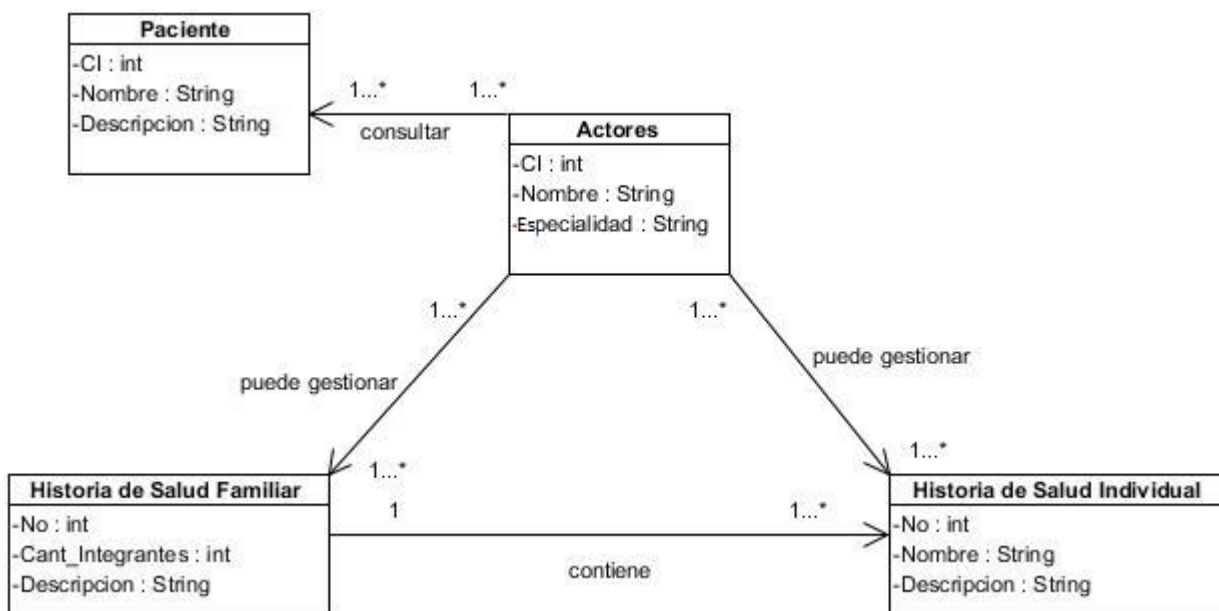 Paciente
-CI : int
-Nombre : String
-Descripcion : String
1...*
1...*
consultar
Actores
-CI : int
-Nombre : String
-Especialidad : String
1...*
1...*
puede gestionar
puede gestionar
1...*
1...*
Historia de Salud Familiar
-No : int
-Cant_Integrantes : int
-Descripcion : String
1
1...*
contiene
Historia de Salud Individual
-No : int
-Nombre : String
-Descripcion : String